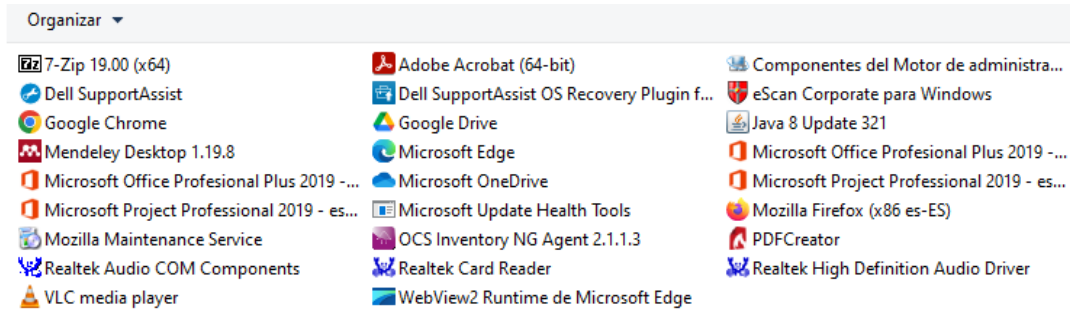 Organizar
7-Zip 19.00 (x64) Adobe Acrobat (64-bit) Componentes del Motor de administra...
Dell SupportAssist Dell SupportAssist OS Recovery Plugin f... eScan Corporate para Windows
Google Chrome Google Drive Java 8 Update 321
Mendeley Desktop 1.19.8 Microsoft Edge Microsoft Office Profesional Plus 2019 -...
Microsoft Office Profesional Plus 2019 -... Microsoft OneDrive Microsoft Project Professional 2019 - es...
Microsoft Project Professional 2019 - es... Microsoft Update Health Tools Mozilla Firefox (x86 es-ES)
Mozilla Maintenance Service OCS Inventory NG Agent 2.1.1.3 PDFCreator
Realtek Audio COM Components Realtek Card Reader Realtek High Definition Audio Driver
VLC media player WebView2 Runtime de Microsoft Edge